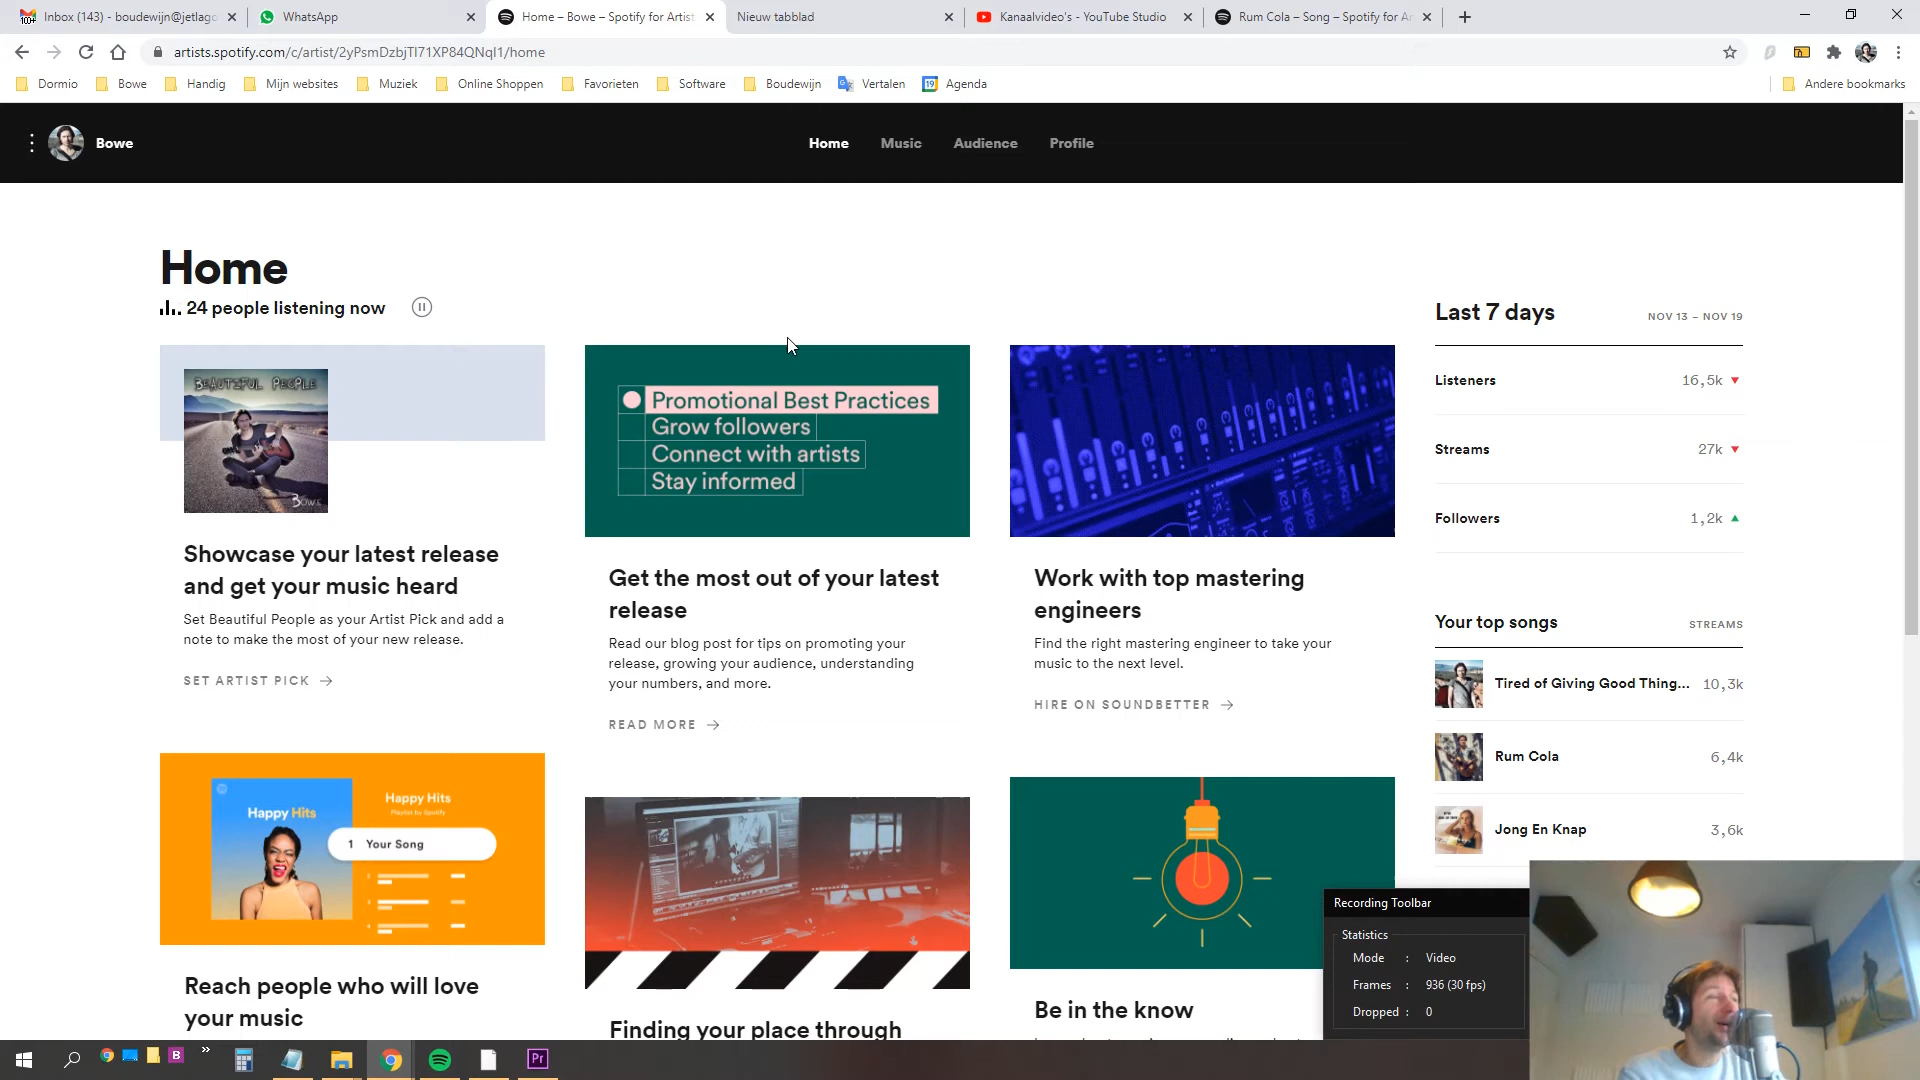 Inbox (143) - boudewijn@jetlago
WhatsApp
Home – Bowe – Spotify for Artist
Nieuw tabblad
Kanaalvideo's - YouTube Studio
Rum Cola – Song – Spotify for Ar
artists.spotify.com/c/artist/2yPsmDzbjTI71XP84QNqI1/home
Dormio
Bowe
Handig
Mijn websites
Muziek
Online Shoppen
Favorieten
Software
Boudewijn
Vertalen
19
Agenda
Andere bookmarks
Bowe
Home
Music
Audience
Profile
Home
24 people listening now
BEAUTIFUL PEOPLE
BOWE
Showcase your latest release
and get your music heard
Set Beautiful People as your Artist Pick and add a
note to make the most of your new release.
SET ARTIST PICK
Promotional Best Practices
Grow followers
Connect with artists
Stay informed
Get the most out of your latest
release
Read our blog post for tips on promoting your
release, growing your audience, understanding
your numbers, and more.
READ MORE
Work with top mastering
engineers
Find the right mastering engineer to take your
music to the next level.
HIRE ON SOUNDBETTER
Last 7 days
NOV 13 – NOV 19
Listeners
16,5k
Streams
27k
Followers
1,2k
Your top songs
STREAMS
Tired of Giving Good Thing...
10,3k
Rum Cola
6,4k
Jong En Knap
3,6k
Happy Hits
Happy Hits
Playlist by Spotify
1 Your Song
Reach people who will love
your music
Finding your place through
Be in the know
Recording Toolbar
Statistics
Mode : Video
Frames : 936 (30 fps)
Dropped : 0
B
Pr